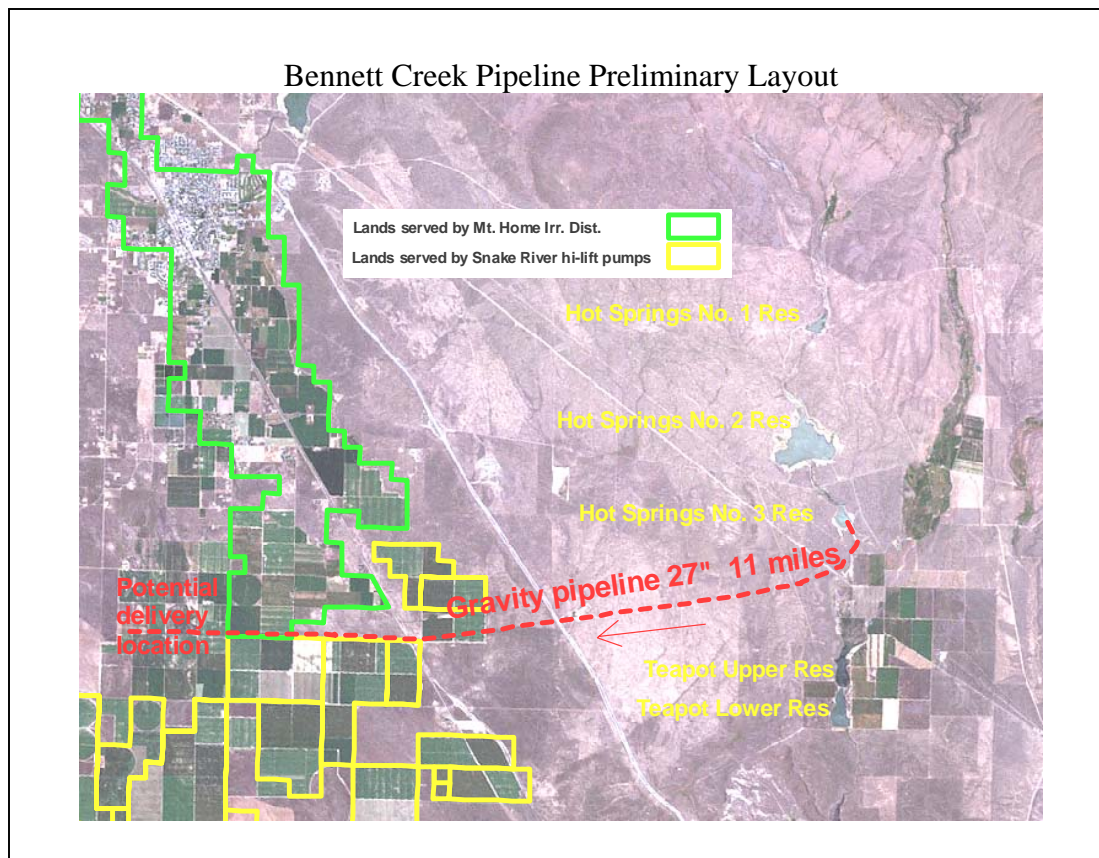 Bennett Creek Pipeline Preliminary Layout
Lands served by Mt. Home Irr. Dist.
Lands served by Snake River hi-lift pumps
Hot Springs No. 1 Res
Hot Springs No. 2 Res
Hot Springs No. 3 Res
Gravity pipeline 27" 11 miles
Potential
delivery
location
Teapot Upper Res
Teapot Lower Res